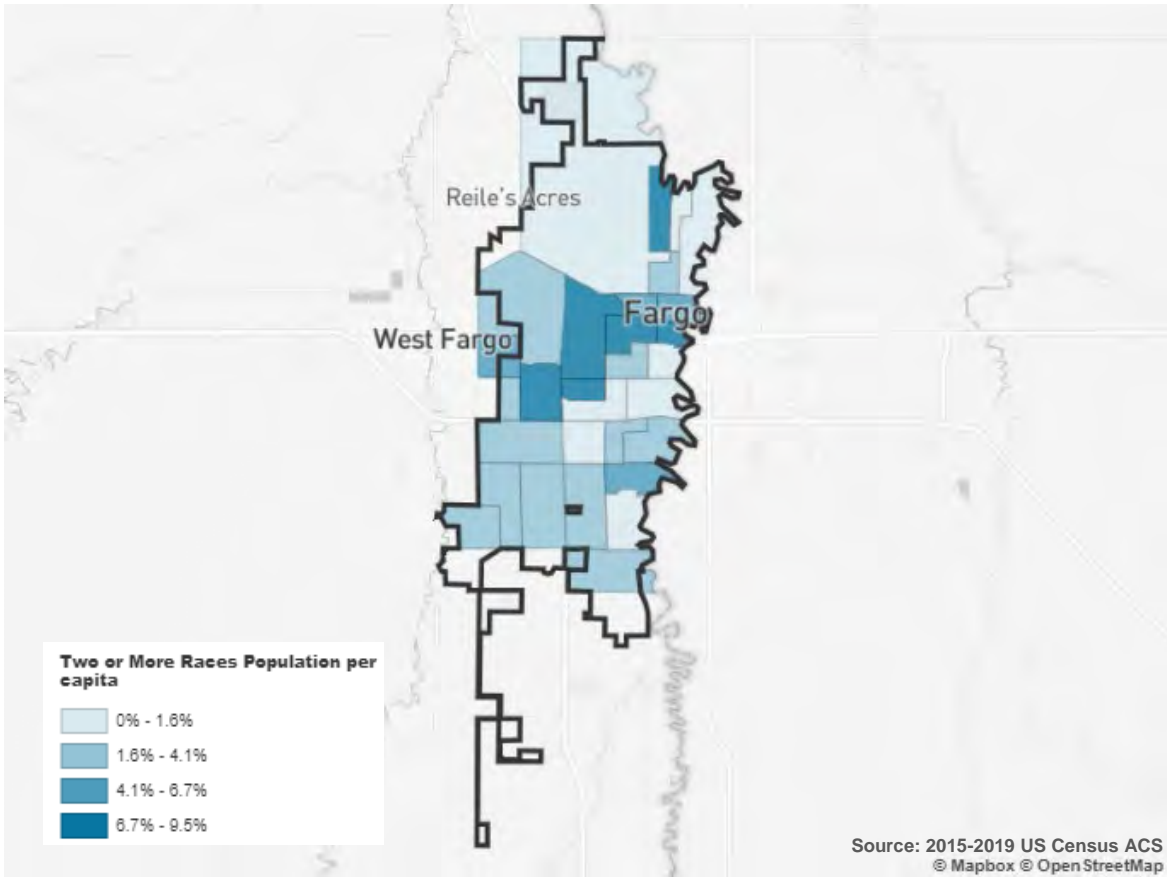 Reile's Acres
Fargo
West Fargo
Two or More Races Population per
capita
0% - 1.6%
1.6% - 4.1%
4.1% - 6.7%
6.7% - 9.5%
Source: 2015-2019 US Census ACS
© Mapbox © OpenStreetMap